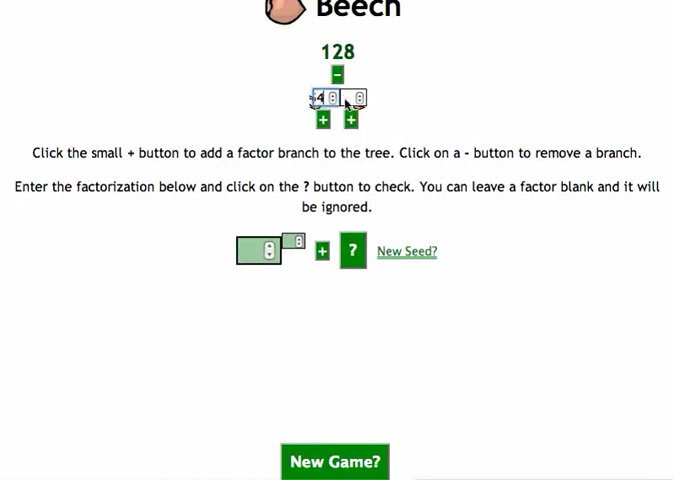 Beech
128
-
4
+ +
Click the small + button to add a factor branch to the tree. Click on a - button to remove a branch.
Enter the factorization below and click on the ? button to check. You can leave a factor blank and it will
be ignored.
+ ? New Seed?
New Game?